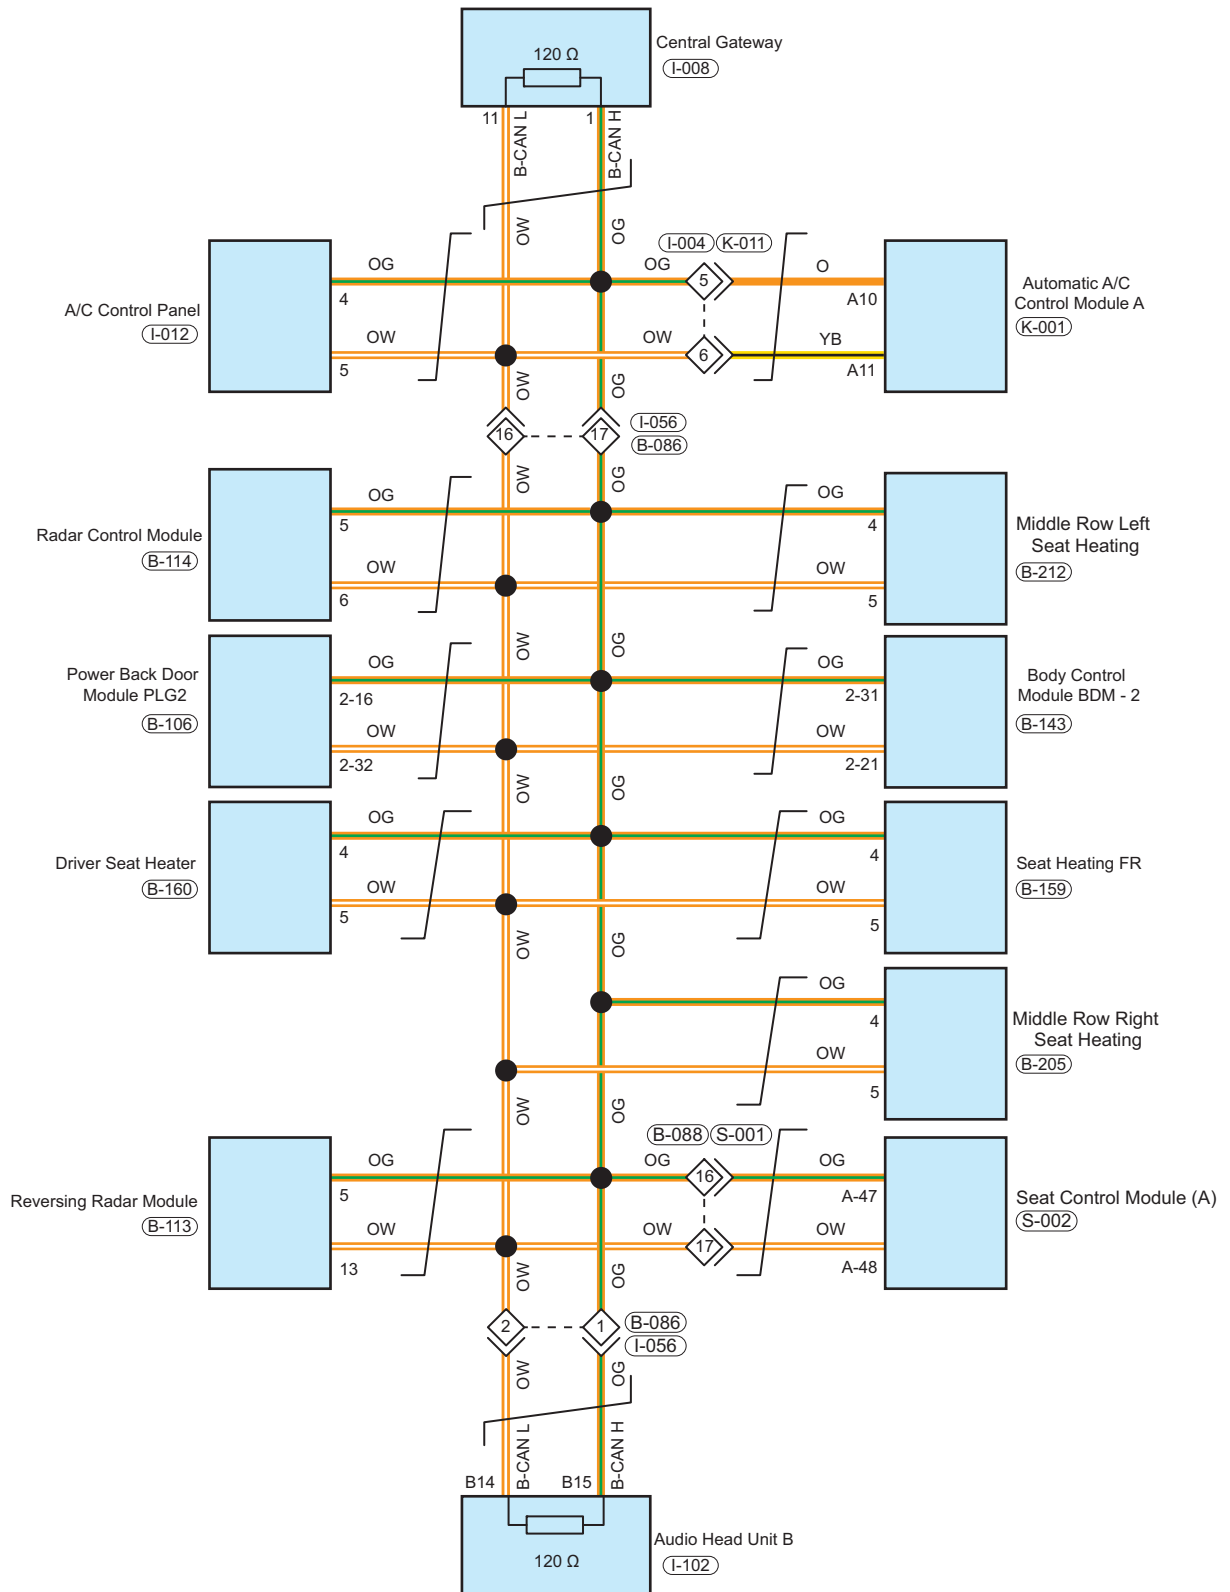 120 Ω
Central Gateway
I-008
11
1
B-CAN L
B-CAN H
OW
OG
I-004
K-011
OG
OG
5
O
4
A10
A/C Control Panel
I-012
Automatic A/C
Control Module A
K-001
OW
OW
6
YB
5
A11
OW
OG
16
17
I-056
B-086
OW
OG
OG
OG
5
4
Radar Control Module
B-114
Middle Row Left
Seat Heating
B-212
OW
OW
6
5
OW
OG
OG
OG
2-16
2-31
Power Back Door
Module PLG2
B-106
Body Control
Module BDM - 2
B-143
OW
OW
2-32
2-21
OW
OG
OG
OG
4
4
Driver Seat Heater
B-160
Seat Heating FR
B-159
OW
OW
5
5
OW
OG
OG
4
Middle Row Right
Seat Heating
B-205
OW
5
OW
OG
B-088
S-001
OG
OG
16
OG
5
A-47
Reversing Radar Module
B-113
Seat Control Module (A)
S-002
OW
OW
17
OW
13
A-48
OW
OG
2
1
B-086
I-056
OW
OG
B-CAN L
B-CAN H
B14
B15
Audio Head Unit B
I-102
120 Ω